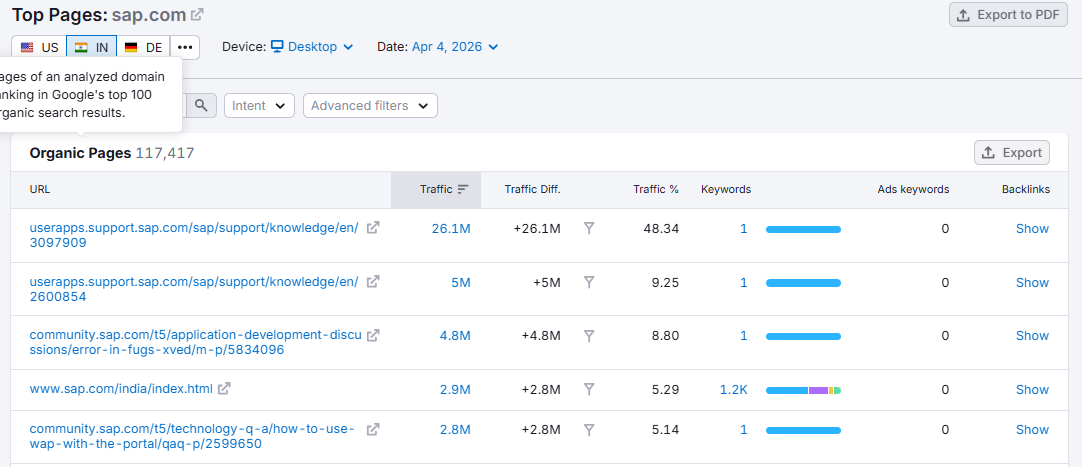 Top Pages: sap.com
Export to PDF
US IN DE •••
Device: Desktop
Date: Apr 4, 2026
ages of an analyzed domain
nking in Google's top 100
rganic search results.
Intent
Advanced filters
Organic Pages 117,417
Export
URL Traffic Traffic Diff. Traffic % Keywords Ads keywords Backlinks
userapps.support.sap.com/sap/support/knowledge/en/
3097909
26.1M +26.1M 48.34 1 0 Show
userapps.support.sap.com/sap/support/knowledge/en/
2600854
5M +5M 9.25 1 0 Show
community.sap.com/t5/application-development-discu
ssions/error-in-fugs-xved/m-p/5834096
4.8M +4.8M 8.80 1 0 Show
www.sap.com/india/index.html 2.9M +2.8M 5.29 1.2K 0 Show
community.sap.com/t5/technology-q-a/how-to-use-
wap-with-the-portal/qaq-p/2599650
2.8M +2.8M 5.14 1 0 Show